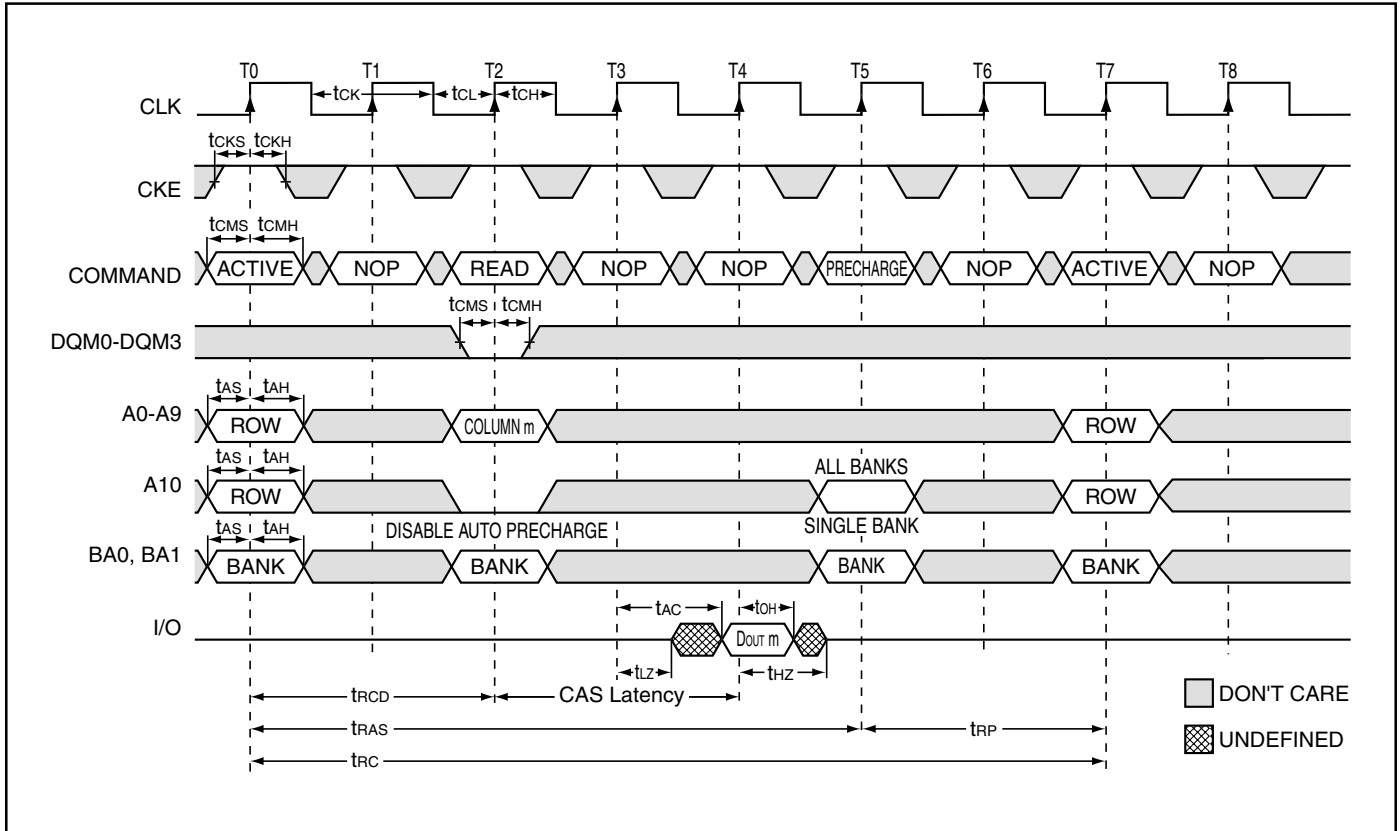 T0 T1 T2 T3 T4 T5 T6 T7 T8
CLK tCK tCL tCH
tCKS tCKH
CKE
tCMS tCMH
COMMAND ACTIVE NOP READ NOP NOP PRECHARGE NOP ACTIVE NOP
tCMS tCMH
DQM0-DQM3
tAS tAH
A0-A9 ROW COLUMN m ROW
tAS tAH ALL BANKS
A10 ROW ROW
tAS tAH DISABLE AUTO PRECHARGE SINGLE BANK
BA0, BA1 BANK BANK BANK BANK
tAC tOH
I/O DOUT m
tLZ tHZ
tRCD CAS Latency
DON'T CARE
tRAS tRP
UNDEFINED
tRC